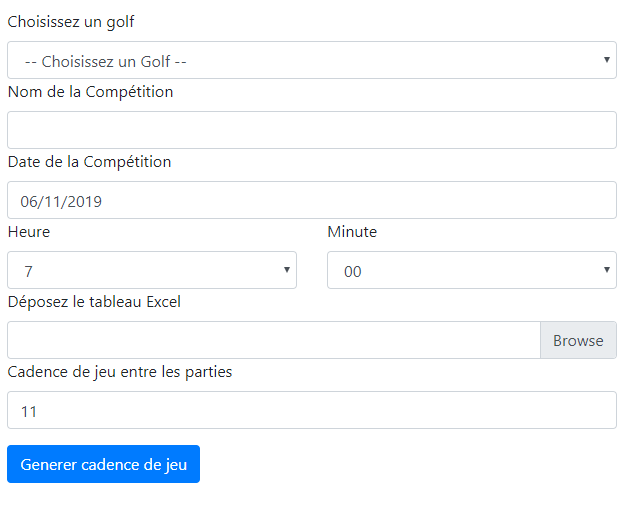 Choisissez un golf
-- Choisissez un Golf --
Nom de la Compétition
Date de la Compétition
06/11/2019
Heure Minute
7 00
Déposez le tableau Excel
Browse
Cadence de jeu entre les parties
11
Generer cadence de jeu